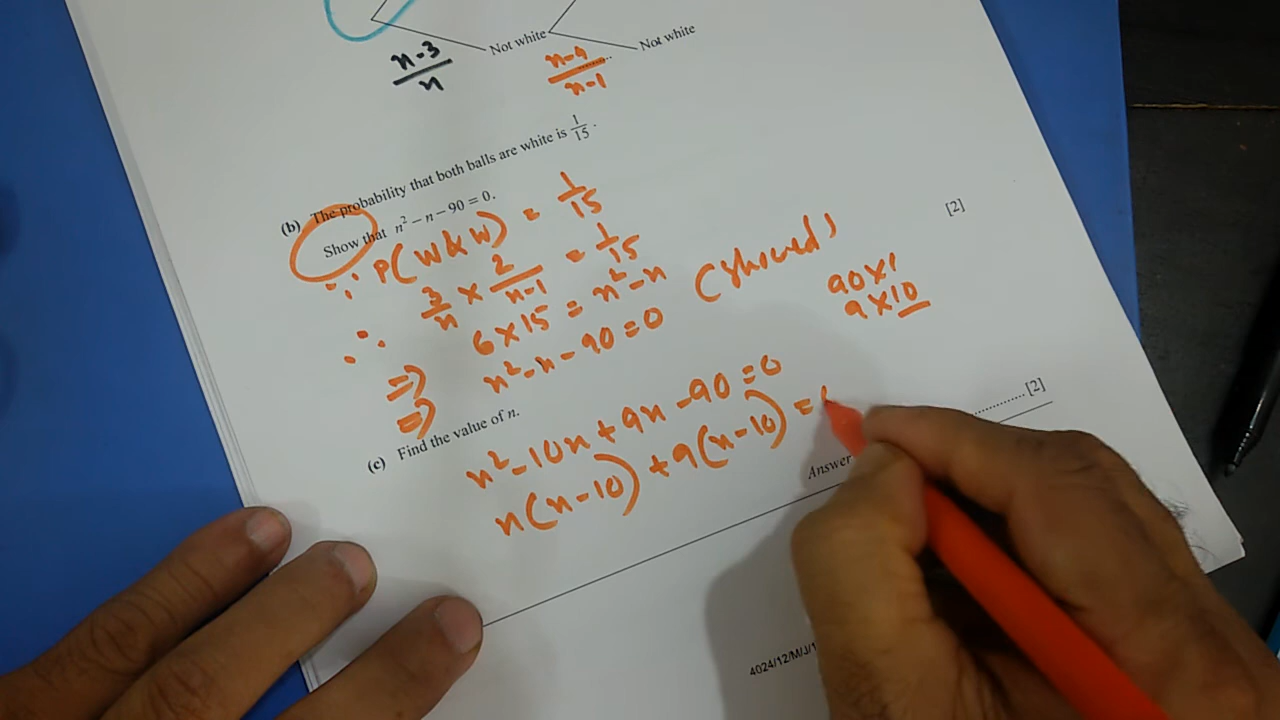 Not white
Not white
n-3/n
n-4/n-1
(b) The probability that both balls are white is 1/15.
Show that n² − n − 90 = 0.
[2]
∵ P(W & W) = 1/15
∴ 3/n × 2/n-1 = 1/15
⇒ 6×15 = n²-n (showed)
⇒ n²-n-90=0
90×1
9×10
(c) Find the value of n.
n²-10n+9n-90=0
n(n-10)+9(n-10)=
Answer
[2]
4024/12/M/J/1